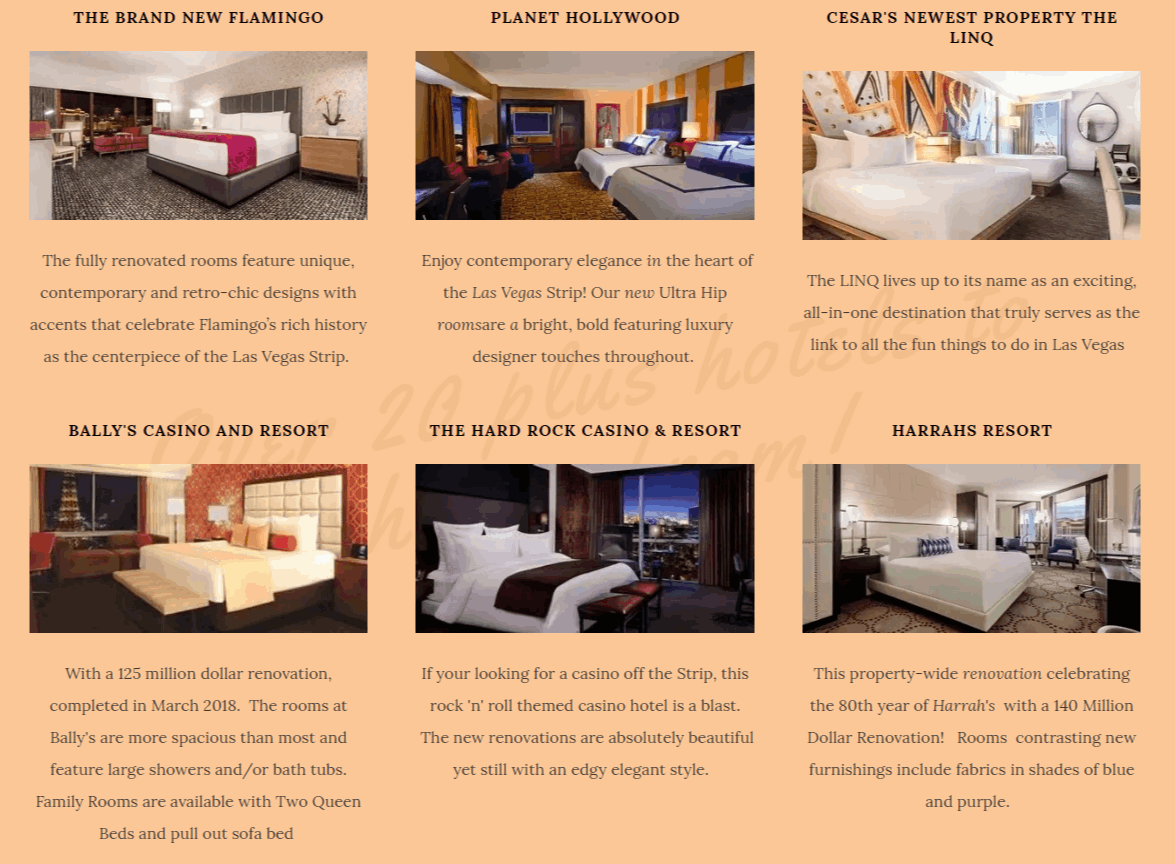 THE BRAND NEW FLAMINGO
The fully renovated rooms feature unique,
contemporary and retro-chic designs with
accents that celebrate Flamingo’s rich history
as the centerpiece of the Las Vegas Strip.
PLANET HOLLYWOOD
Enjoy contemporary elegance in the heart of
the Las Vegas Strip! Our new Ultra Hip
roomsare a bright, bold featuring luxury
designer touches throughout.
CESAR'S NEWEST PROPERTY THE
LINQ
The LINQ lives up to its name as an exciting,
all-in-one destination that truly serves as the
link to all the fun things to do in Las Vegas
BALLY'S CASINO AND RESORT
With a 125 million dollar renovation,
completed in March 2018.  The rooms at
Bally's are more spacious than most and
feature large showers and/or bath tubs.
Family Rooms are available with Two Queen
Beds and pull out sofa bed
THE HARD ROCK CASINO & RESORT
If your looking for a casino off the Strip, this
rock 'n' roll themed casino hotel is a blast.
The new renovations are absolutely beautiful
yet still with an edgy elegant style.
HARRAHS RESORT
This property-wide renovation celebrating
the 80th year of Harrah's  with a 140 Million
Dollar Renovation!   Rooms  contrasting new
furnishings include fabrics in shades of blue
and purple.
Over 20 plus hotels to
from!